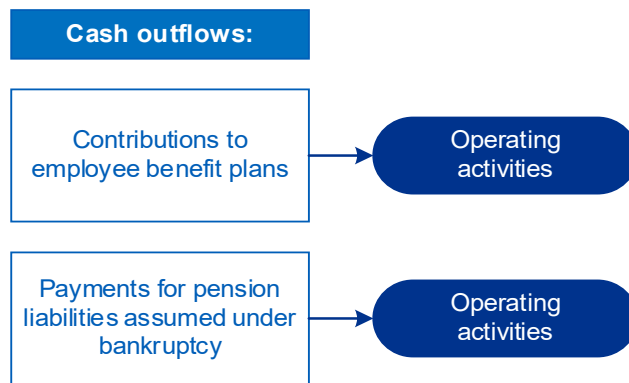 Cash outflows:
Contributions to
employee benefit plans
Operating
activities
Payments for pension
liabilities assumed under
bankruptcy
Operating
activities